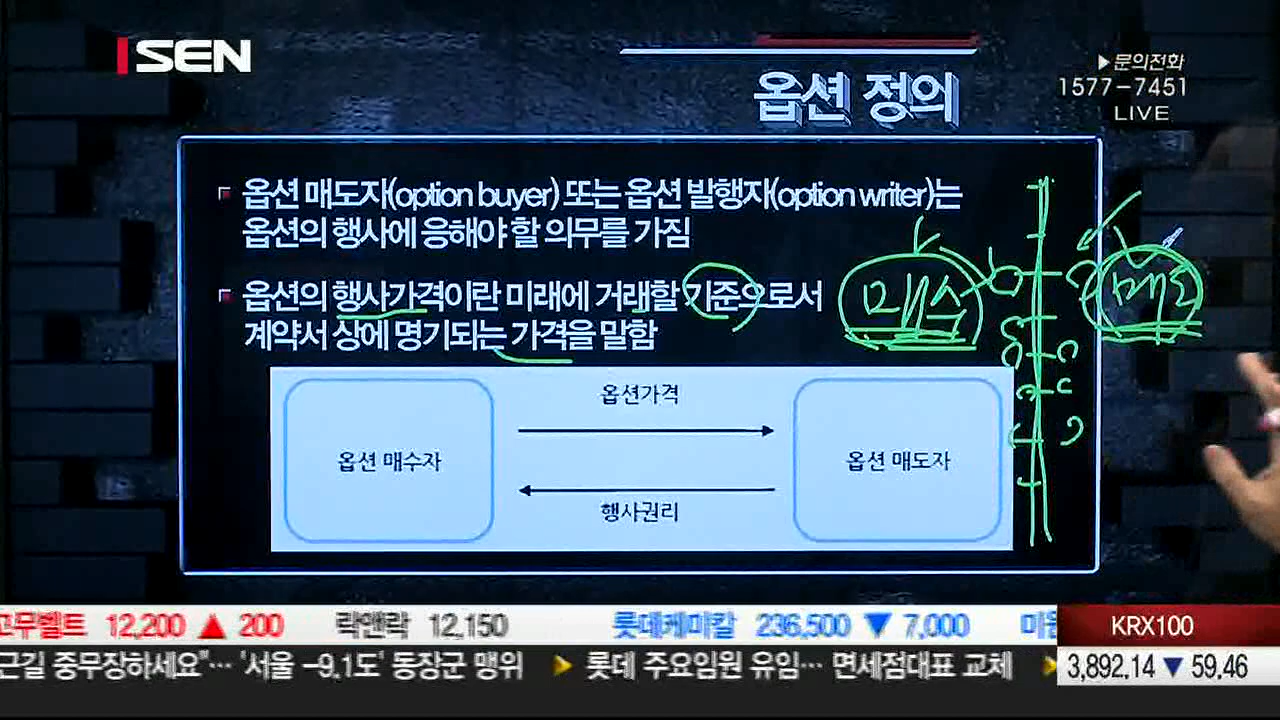 SEN
옵션 정의
▶문의전화
1577-7451
LIVE
옵션 매도자(option buyer) 또는 옵션 발행자(option writer)는
옵션의 행사에 응해야 할 의무를 가짐
옵션의 행사가격이란 미래에 거래할 기준으로서
계약서 상에 명기되는 가격을 말함
매수
매도
옵션가격
옵션 매수자
옵션 매도자
행사권리
고무벨트 12,200 ▲ 200 락앤락 12,150 롯데케미칼 236,500 ▼ 7,000
KRX100
근길 중무장하세요"… '서울 -9.1도' 동장군 맹위 ▶ 롯데 주요임원 유임… 면세점대표 교체
3,892.14 ▼ 59.46